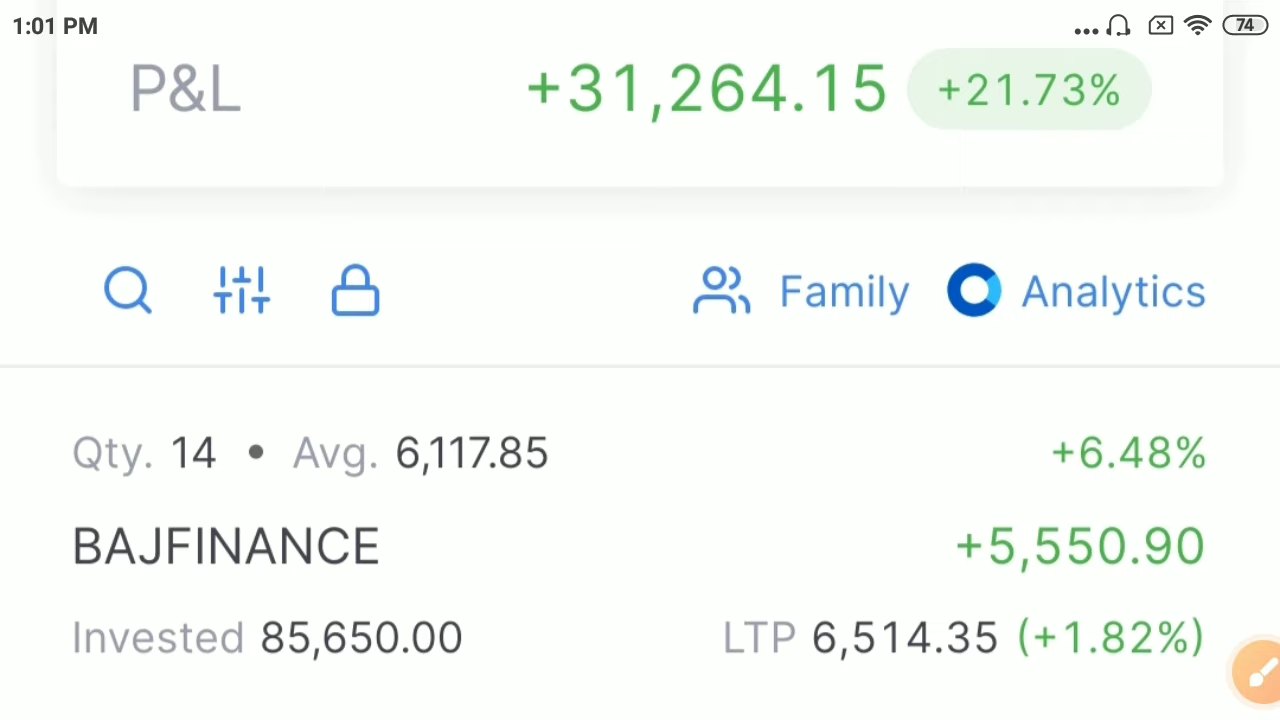 1:01 PM 74
P&L +31,264.15 +21.73%
Family Analytics
Qty. 14 • Avg. 6,117.85 +6.48%
BAJFINANCE +5,550.90
Invested 85,650.00 LTP 6,514.35 (+1.82%)